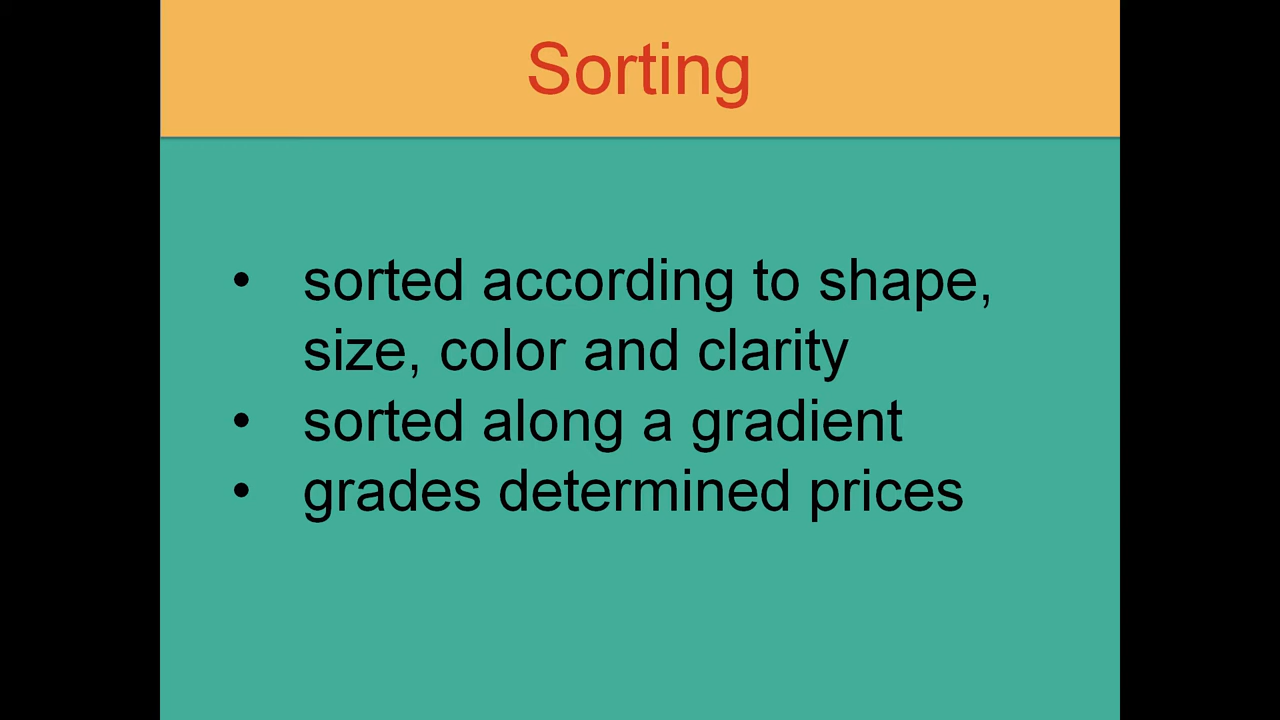 Sorting
• sorted according to shape,
size, color and clarity
• sorted along a gradient
• grades determined prices